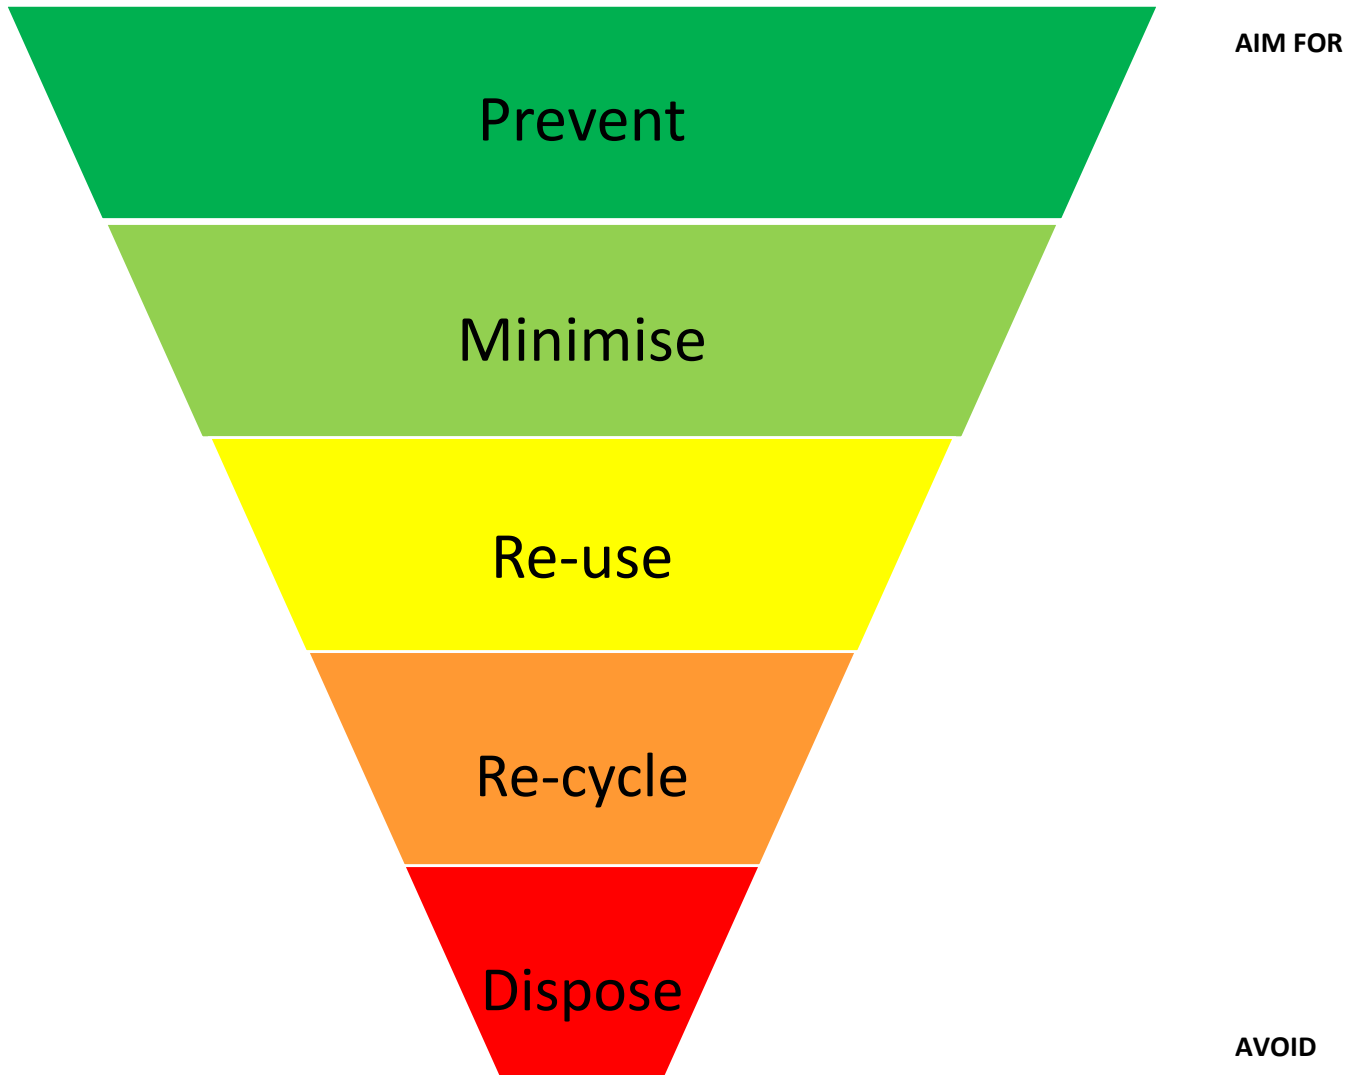 AIM FOR
Prevent
Minimise
Re-use
Re-cycle
Dispose
AVOID